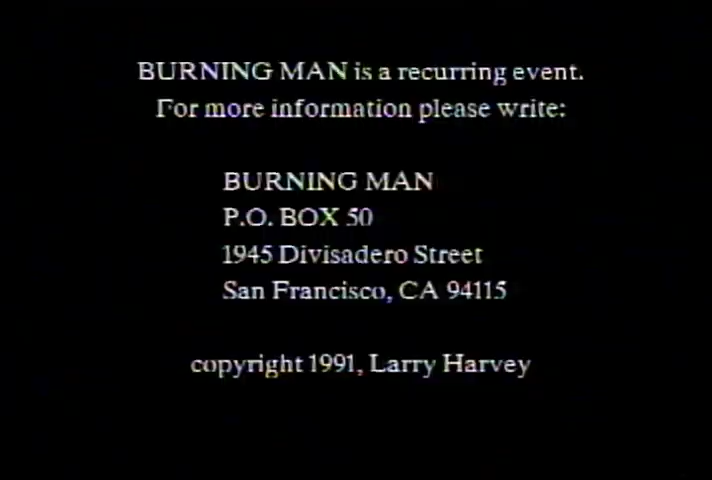 BURNING MAN is a recurring event.
For more information please write:
BURNING MAN
P.O. BOX 50
1945 Divisadero Street
San Francisco, CA 94115
copyright 1991, Larry Harvey